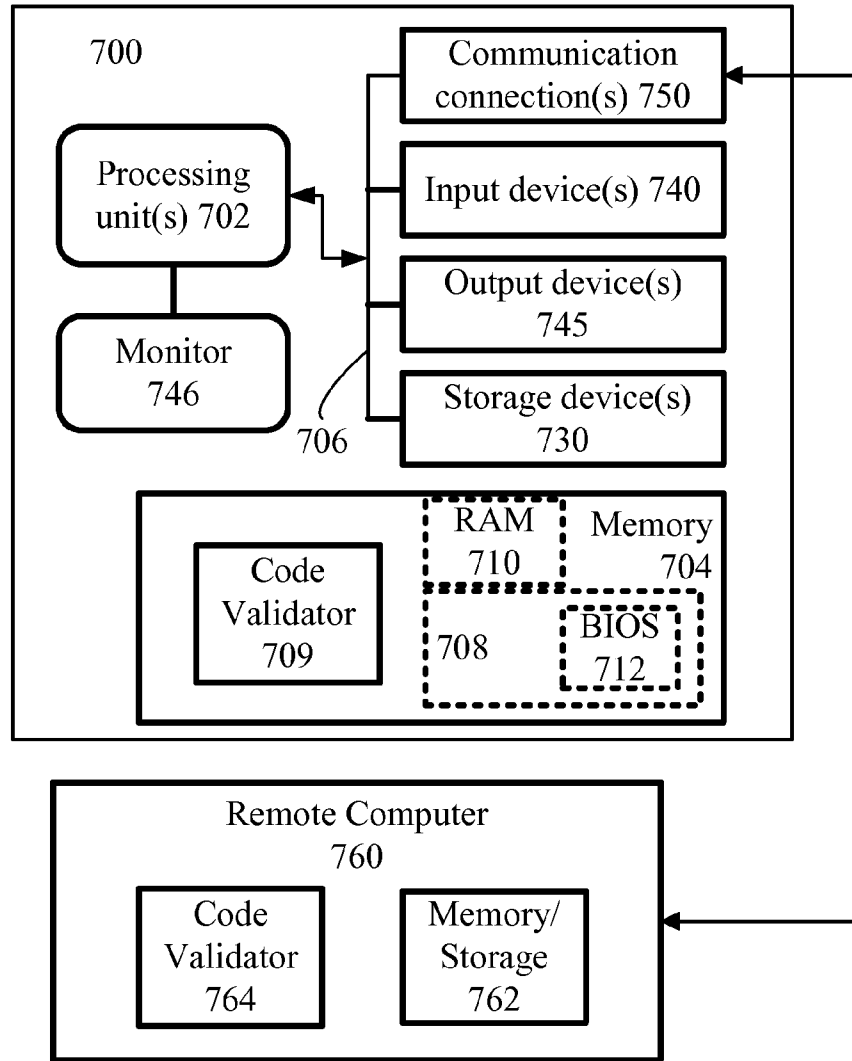 700
Communication
connection(s) 750
Processing
unit(s) 702
Input device(s) 740
Output device(s)
745
Monitor
746
706
Storage device(s)
730
RAM
710
Memory
704
Code
Validator
709
708
BIOS
712
Remote Computer
760
Code
Validator
764
Memory/
Storage
762